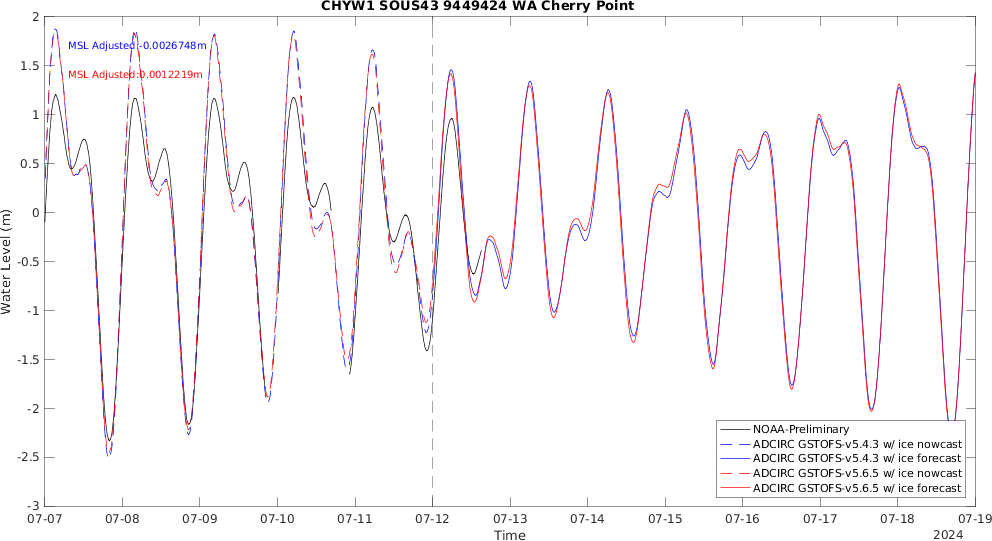 CHYW1 SOUS43 9449424 WA Cherry Point
MSL Adjusted:-0.0026748m
MSL Adjusted:0.0012219m
Water Level (m)
2
1.5
1
0.5
0
-0.5
-1
-1.5
-2
-2.5
-3
NOAA-Preliminary
ADCIRC GSTOFS-v5.4.3 w/ ice nowcast
ADCIRC GSTOFS-v5.4.3 w/ ice forecast
ADCIRC GSTOFS-v5.6.5 w/ ice nowcast
ADCIRC GSTOFS-v5.6.5 w/ ice forecast
07-07 07-08 07-09 07-10 07-11 07-12 07-13 07-14 07-15 07-16 07-17 07-18 07-19
Time
2024